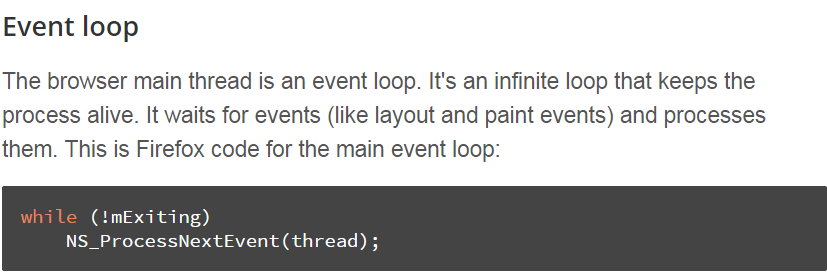 Event loop
The browser main thread is an event loop. It's an infinite loop that keeps the
process alive. It waits for events (like layout and paint events) and processes
them. This is Firefox code for the main event loop:
while (!mExiting)
    NS_ProcessNextEvent(thread);